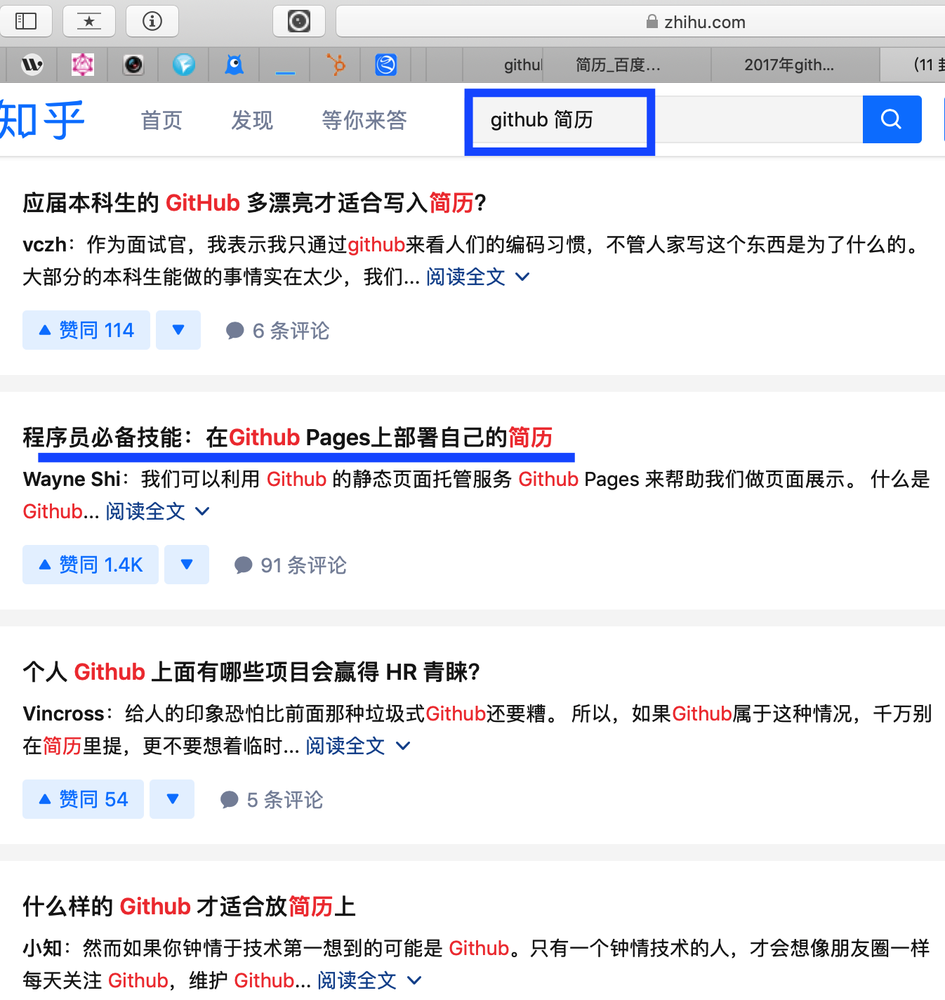 zhihu.com
githul
简历_百度...
2017年gith...
(11
知乎
首页
发现
等你来答
github 简历
应届本科生的 GitHub 多漂亮才适合写入简历?
vczh：作为面试官，我表示我只通过github来看人们的编码习惯，不管人家写这个东西是为了什么的。
大部分的本科生能做的事情实在太少，我们... 阅读全文
赞同 114
6 条评论
程序员必备技能：在Github Pages上部署自己的简历
Wayne Shi：我们可以利用 Github 的静态页面托管服务 Github Pages 来帮助我们做页面展示。 什么是
Github... 阅读全文
赞同 1.4K
91 条评论
个人 Github 上面有哪些项目会赢得 HR 青睐?
Vincross：给人的印象恐怕比前面那种垃圾式Github还要糟。 所以，如果Github属于这种情况，千万别
在简历里提，更不要想着临时... 阅读全文
赞同 54
5 条评论
什么样的 Github 才适合放简历上
小知：然而如果你钟情于技术第一想到的可能是 Github。只有一个钟情技术的人，才会想像朋友圈一样
每天关注 Github，维护 Github... 阅读全文